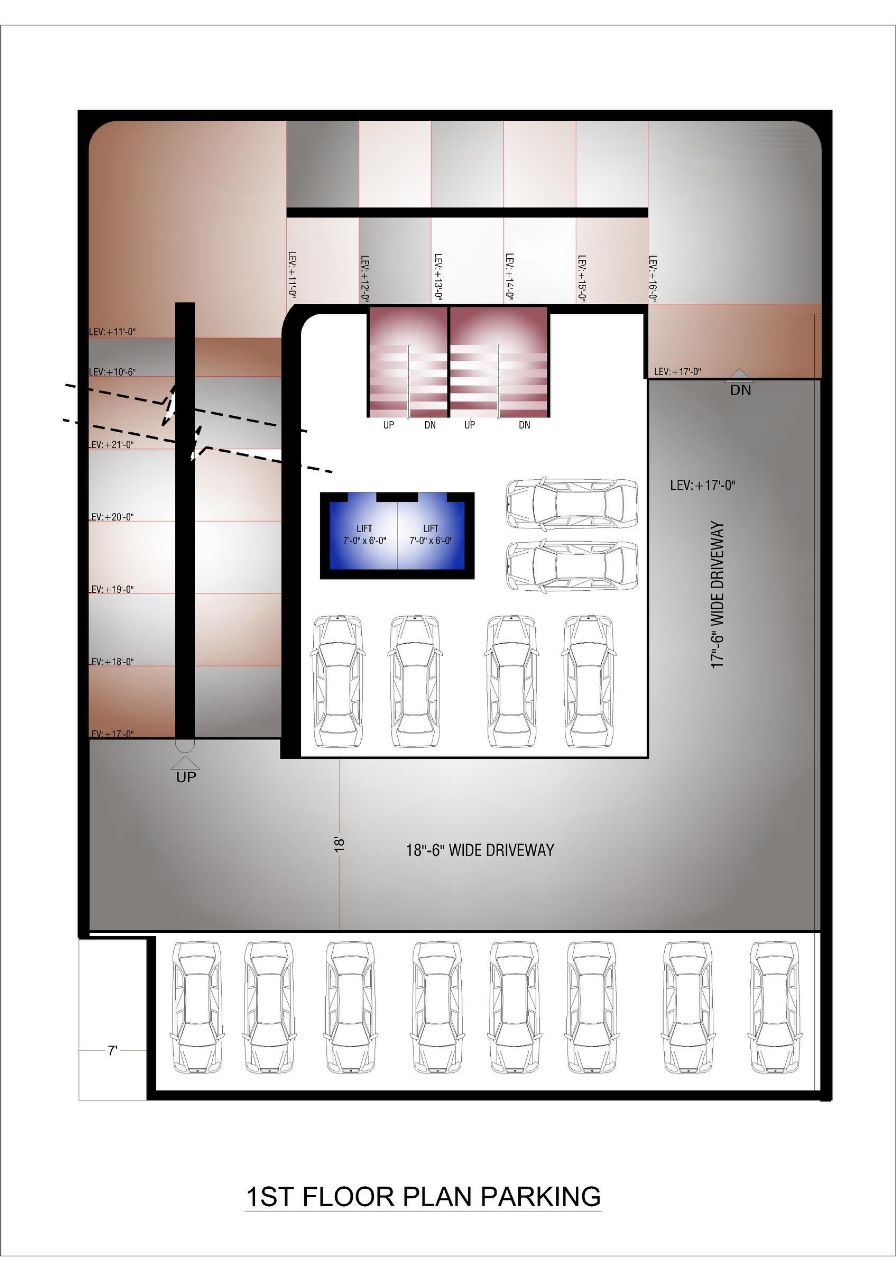 LEV:+11'-0"
LEV:+12'-0"
LEV:+13'-0"
LEV:+14'-0"
LEV:+15'-0"
LEV:+16'-0"
LEV:+11'-0"
LEV:+10'-6"
LEV:+17'-0"
DN
UP DN UP DN
LEV:+21'-0"
LEV:+17'-0"
LEV:+20'-0"
LIFT
7'-0" x 6'-0"
LIFT
7'-0" x 6'-0"
17"-6" WIDE DRIVEWAY
LEV:+19'-0"
LEV:+18'-0"
LEV:+17'-0"
UP
18'
18"-6" WIDE DRIVEWAY
7'
1ST FLOOR PLAN PARKING